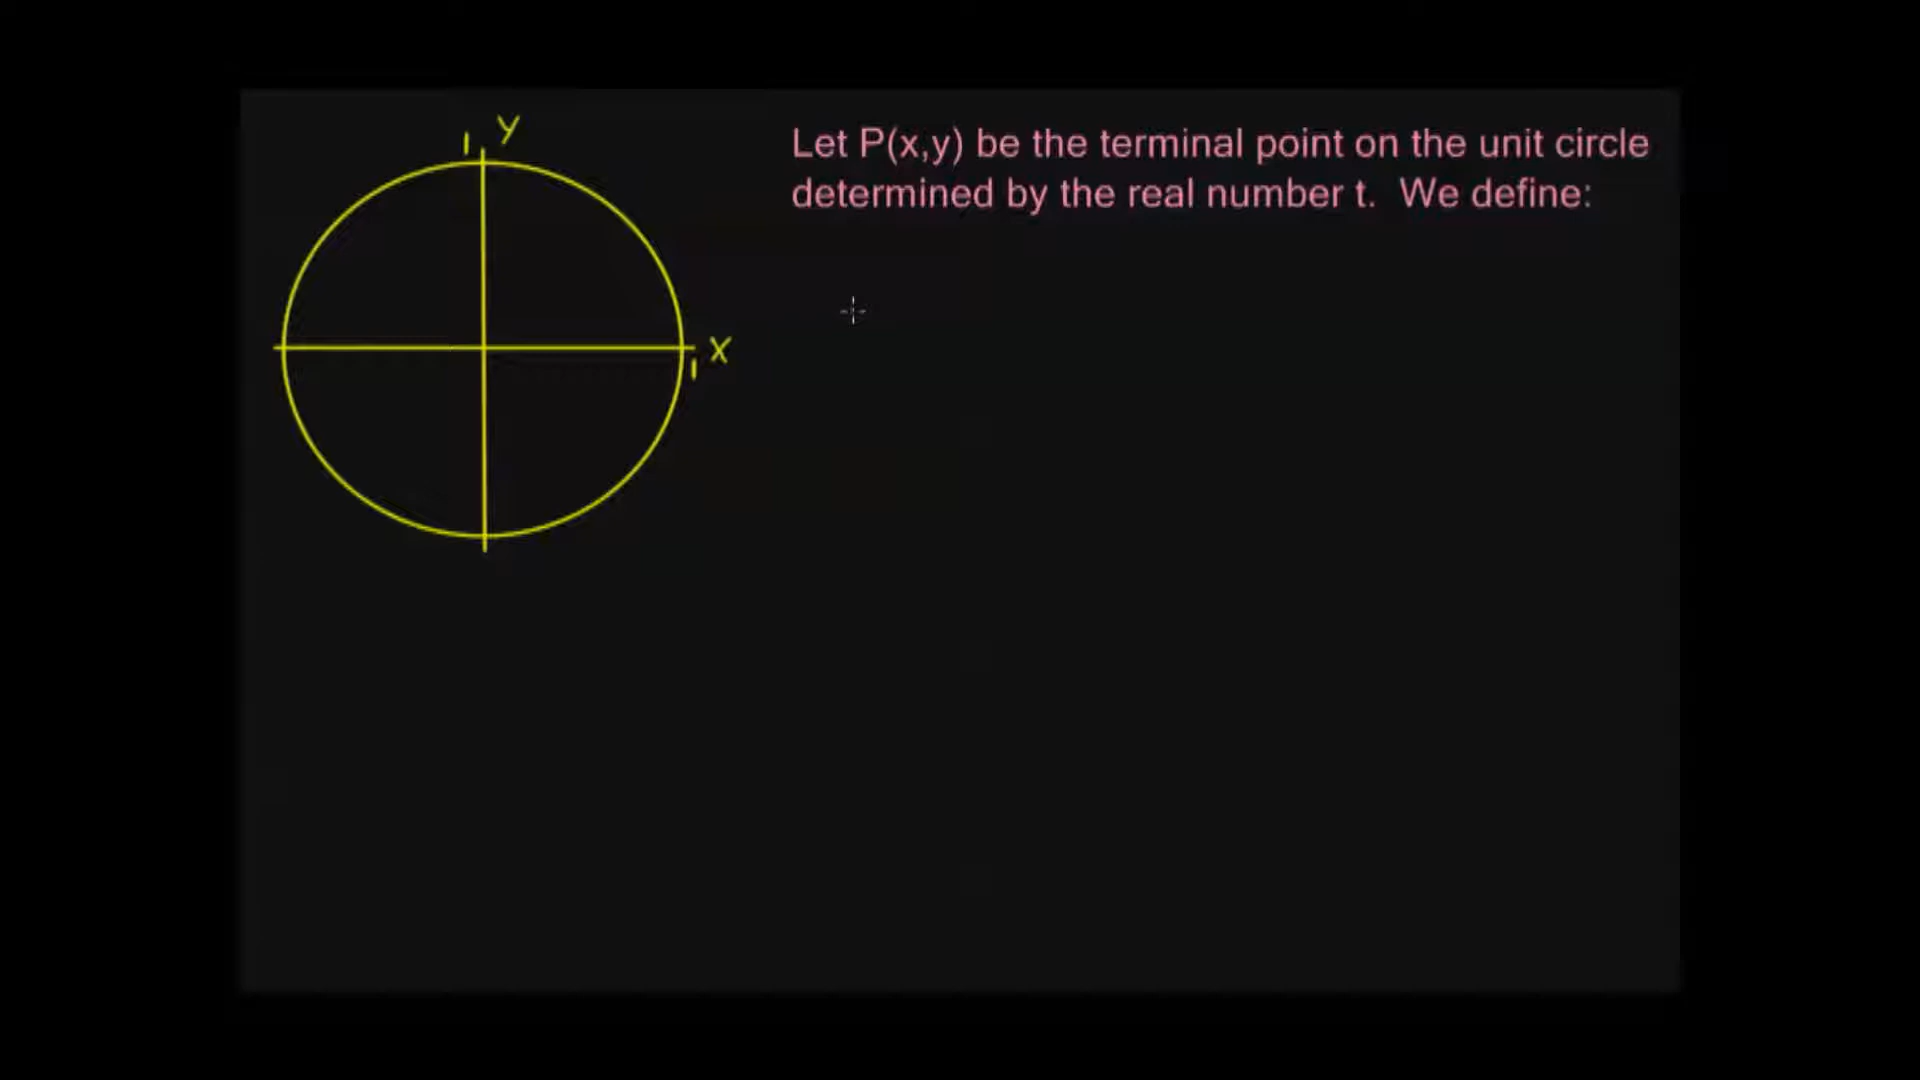 1 y
Let P(x,y) be the terminal point on the unit circle
determined by the real number t. We define:
x
1